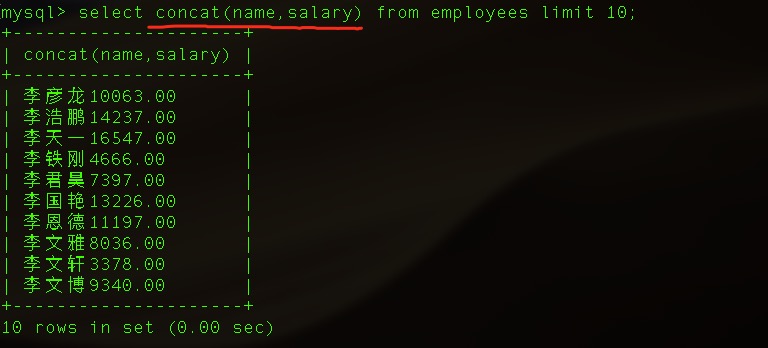 mysql> select concat(name,salary) from employees limit 10;
+----------------------+
| concat(name,salary) |
+----------------------+
| 李彦龙10063.00 |
| 李浩鹏14237.00 |
| 李天一16547.00 |
| 李铁刚4666.00 |
| 李君昊7397.00 |
| 李国艳13226.00 |
| 李恩德11197.00 |
| 李文雅8036.00 |
| 李文轩3378.00 |
| 李文博9340.00 |
+----------------------+
10 rows in set (0.00 sec)